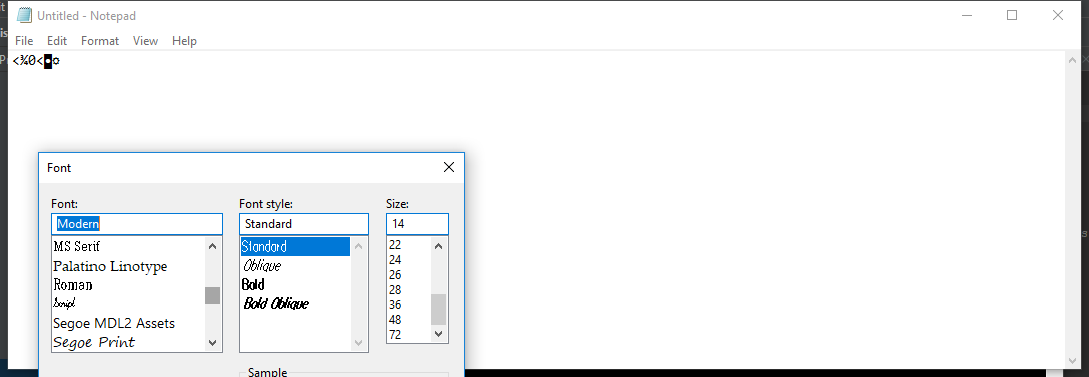 Untitled - Notepad
File Edit Format View Help
<¾0<◘¤
Font
Font: Font style: Size:
Modern Standard 14
MS Serif
Palatino Linotype
Roman
Script
Segoe MDL2 Assets
Segoe Print
Standard
Oblique
Bold
Bold Oblique
22
24
26
28
36
48
72
Sample